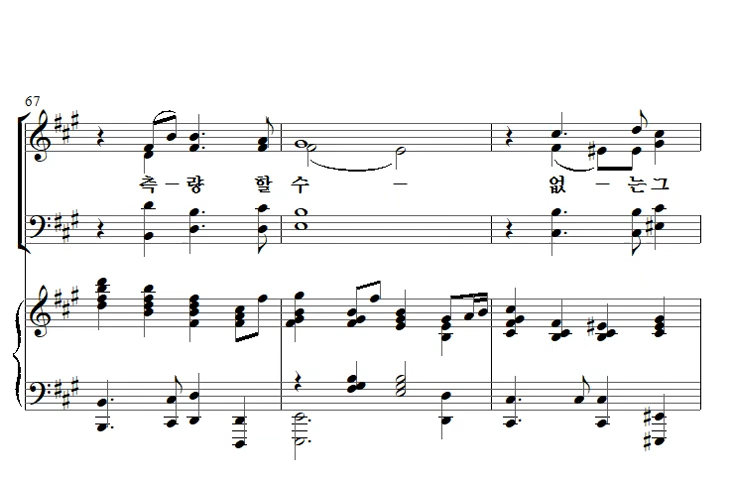 67
측 – 량 할 수 – 없 – 는 그